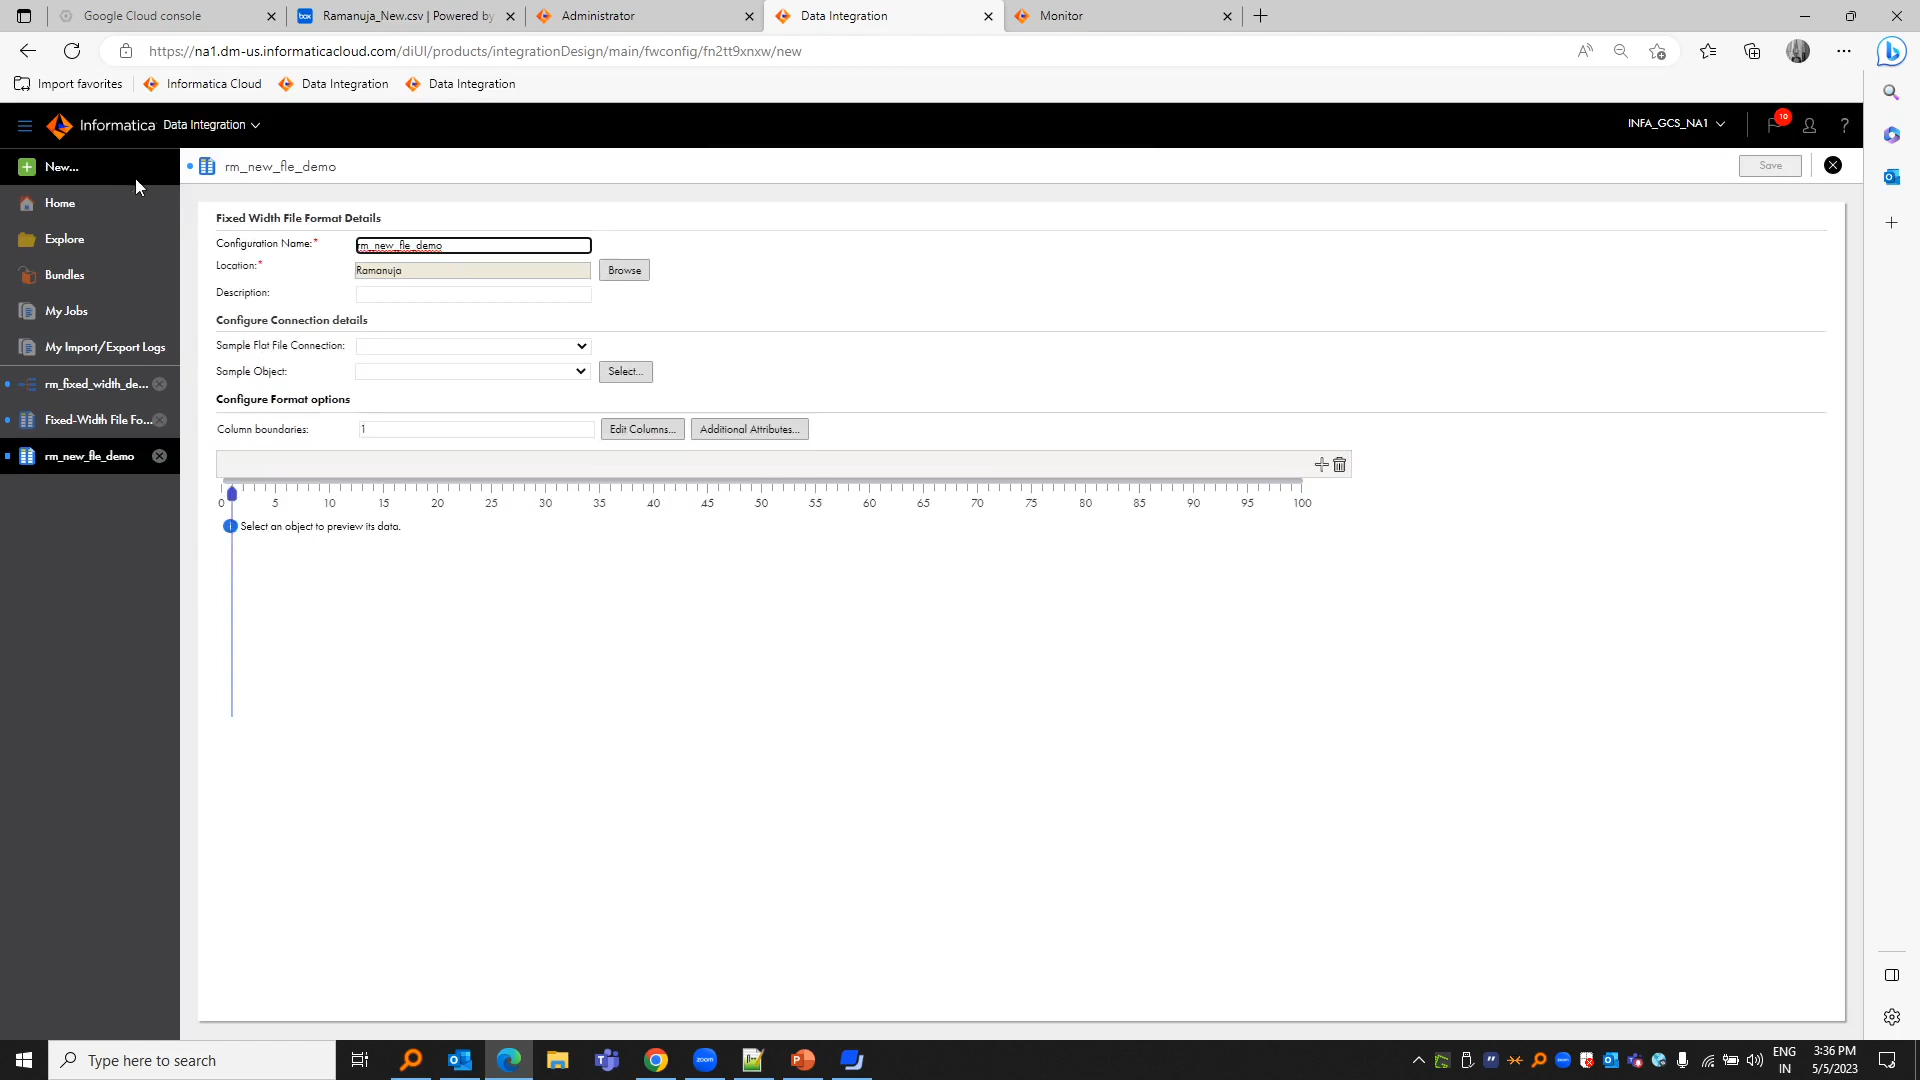 Google Cloud console
Ramanuja_New.csv | Powered by
Administrator
Data Integration
Monitor
https://na1.dm-us.informaticacloud.com/diUI/products/integrationDesign/main/fwconfig/fn2tt9xnxw/new
Import favorites
Informatica Cloud
Data Integration
Data Integration
Informatica Data Integration
INFA_GCS_NA1
10
?
New...
rm_new_fle_demo
Save
Home
Explore
Bundles
My Jobs
My Import/Export Logs
rm_fixed_width_de...
Fixed-Width File Fo...
rm_new_fle_demo
Fixed Width File Format Details
Configuration Name:* rm_new_fle_demo
Location:* Ramanuja Browse
Description:
Configure Connection details
Sample Flat File Connection:
Sample Object: Select...
Configure Format options
Column boundaries: 1 Edit Columns... Additional Attributes...
0 5 10 15 20 25 30 35 40 45 50 55 60 65 70 75 80 85 90 95 100
Select an object to preview its data.
Type here to search
ENG
IN
3:36 PM
5/5/2023
box
zoom